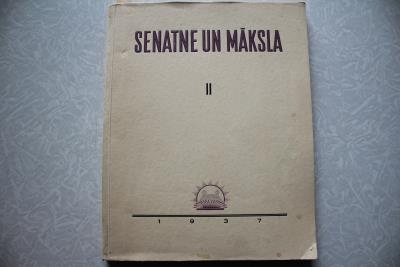 SENATNE UN MĀKSLA
II
1937